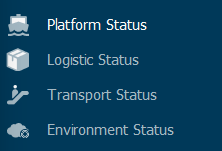 Platform Status
Logistic Status
Transport Status
Environment Status